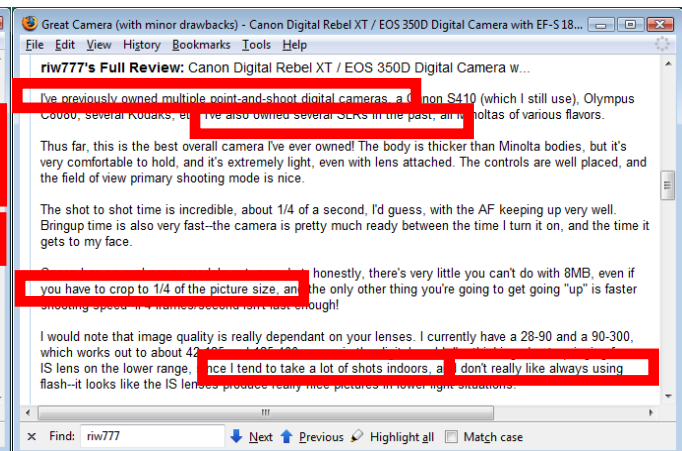 Great Camera (with minor drawbacks) - Canon Digital Rebel XT / EOS 350D Digital Camera with EF-S 18...
File Edit View History Bookmarks Tools Help
riw777's Full Review: Canon Digital Rebel XT / EOS 350D Digital Camera w...
I've previously owned multiple point-and-shoot digital cameras, a Canon S410 (which I still use), Olympus
C8080, several Kodaks, I've also owned several SLRs in the past, all Minoltas of various flavors.
Thus far, this is the best overall camera I've ever owned! The body is thicker than Minolta bodies, but it's
very comfortable to hold, and it's extremely light, even with lens attached. The controls are well placed, and
the field of view primary shooting mode is nice.
The shot to shot time is incredible, about 1/4 of a second, I'd guess, with the AF keeping up very well.
Bringup time is also very fast--the camera is pretty much ready between the time I turn it on, and the time it
gets to my face.
honestly, there's very little you can't do with 8MB, even if
you have to crop to 1/4 of the picture size, and the only other thing you're going to get going "up" is faster
enough!
I would note that image quality is really dependant on your lenses. I currently have a 28-90 and a 90-300,
which works out to about
IS lens on the lower range, since I tend to take a lot of shots indoors, and don't really like always using
flash--it looks like the IS lenses produce really nice pictures in lower light situations.
Find: riw777 Next Previous Highlight all Match case